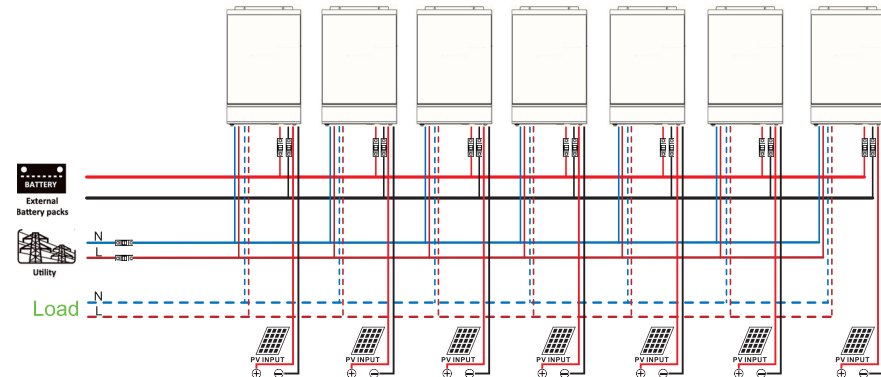 BATTERY
External
Battery packs
N
L
Utility
N
L
Load
PV INPUT
PV INPUT
PV INPUT
PV INPUT
PV INPUT
PV INPUT
PV INPUT